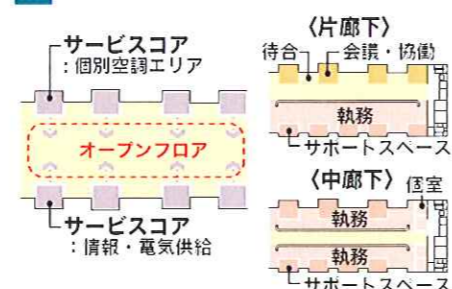 サービスコア
：個別空調エリア
オープンフロア
サービスコア
：情報・電気供給
〈片廊下〉
待合
会議・協働
執務
サポートスペース
〈中廊下〉
個室
執務
執務
サポートスペース